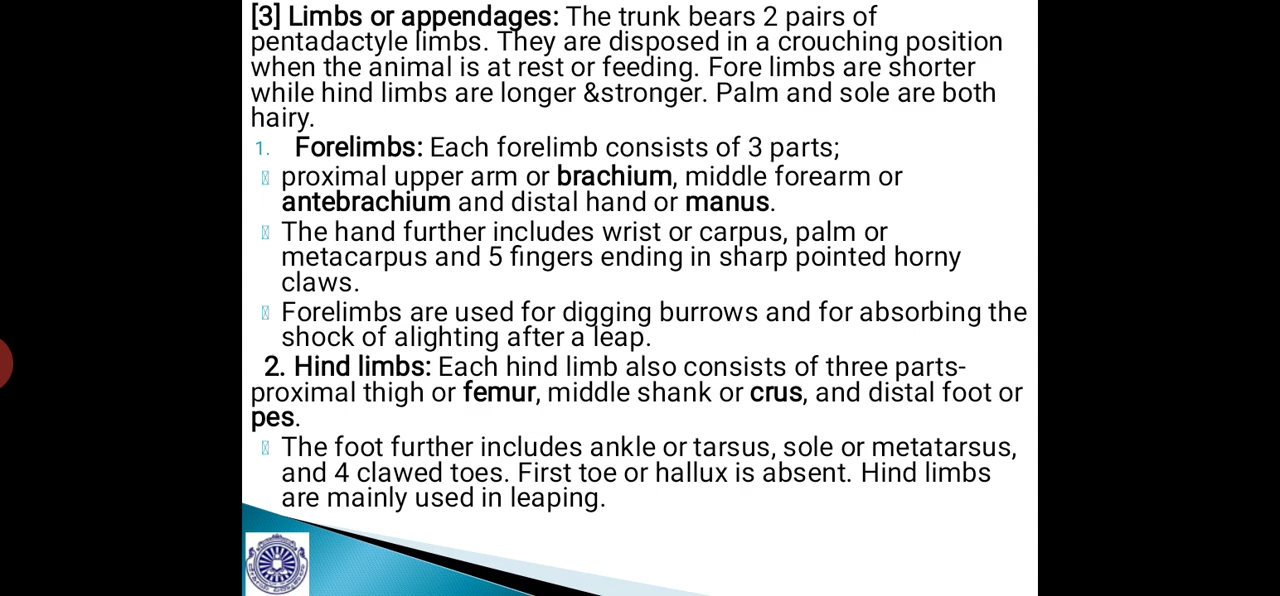 [3] Limbs or appendages: The trunk bears 2 pairs of
pentadactyle limbs. They are disposed in a crouching position
when the animal is at rest or feeding. Fore limbs are shorter
while hind limbs are longer &stronger. Palm and sole are both
hairy.
1. Forelimbs: Each forelimb consists of 3 parts;
proximal upper arm or brachium, middle forearm or
antebrachium and distal hand or manus.
The hand further includes wrist or carpus, palm or
metacarpus and 5 fingers ending in sharp pointed horny
claws.
Forelimbs are used for digging burrows and for absorbing the
shock of alighting after a leap.
2. Hind limbs: Each hind limb also consists of three parts-
proximal thigh or femur, middle shank or crus, and distal foot or
pes.
The foot further includes ankle or tarsus, sole or metatarsus,
and 4 clawed toes. First toe or hallux is absent. Hind limbs
are mainly used in leaping.